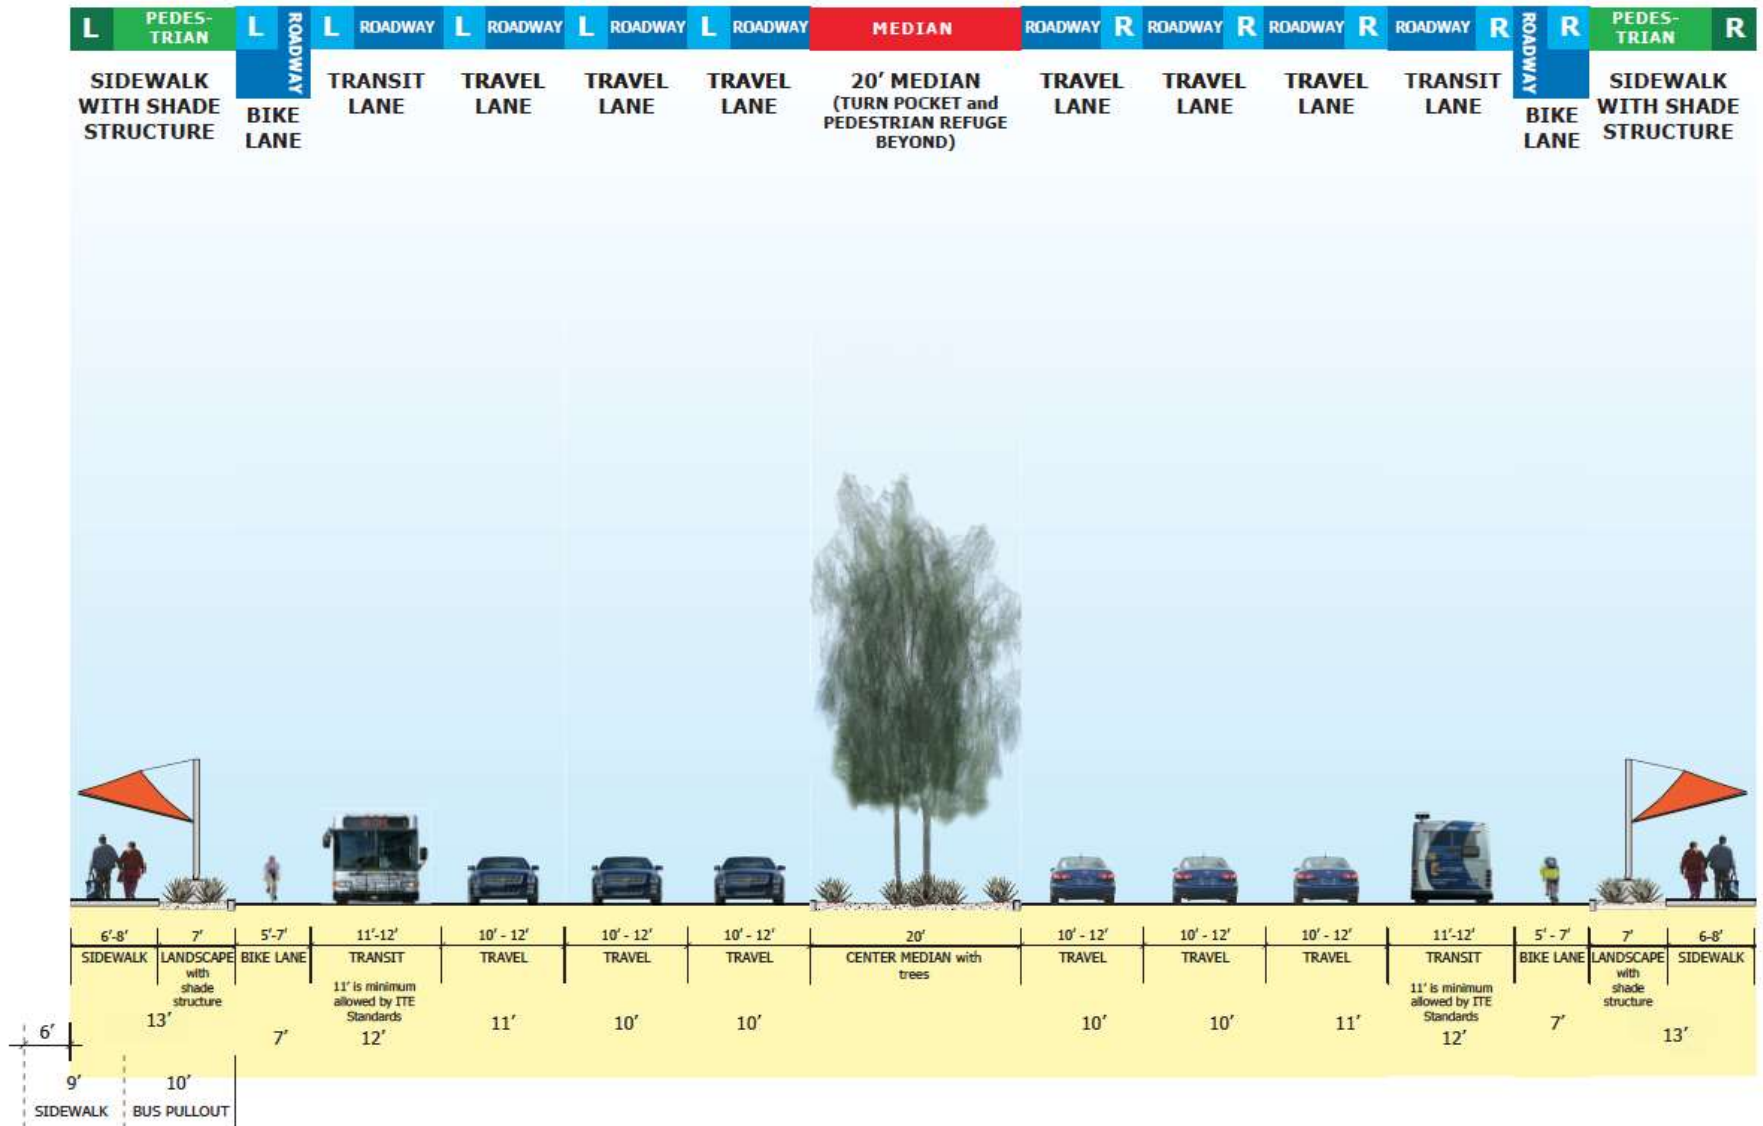 L PEDES-
TRIAN L ROADWAY L ROADWAY L ROADWAY L ROADWAY L ROADWAY MEDIAN ROADWAY R ROADWAY R ROADWAY R ROADWAY R ROADWAY R PEDES-
TRIAN R
SIDEWALK
WITH SHADE
STRUCTURE
BIKE
LANE
TRANSIT
LANE
TRAVEL
LANE
TRAVEL
LANE
TRAVEL
LANE
20' MEDIAN
(TURN POCKET and
PEDESTRIAN REFUGE
BEYOND)
TRAVEL
LANE
TRAVEL
LANE
TRAVEL
LANE
TRANSIT
LANE
BIKE
LANE
SIDEWALK
WITH SHADE
STRUCTURE
6'-8' 7' 5'-7' 11'-12' 10' - 12' 10' - 12' 10' - 12' 20' 10' - 12' 10' - 12' 10' - 12' 11'-12' 5' - 7' 7' 6-8'
SIDEWALK
LANDSCAPE
with
shade
structure
BIKE LANE
TRANSIT
11' is minimum
allowed by ITE
Standards
TRAVEL
TRAVEL
TRAVEL
CENTER MEDIAN with
trees
TRAVEL
TRAVEL
TRAVEL
TRANSIT
11' is minimum
allowed by ITE
Standards
BIKE LANE
LANDSCAPE
with
shade
structure
SIDEWALK
6' 13' 7' 12' 11' 10' 10' 10' 10' 11' 12' 7' 13'
9' 10'
SIDEWALK BUS PULLOUT